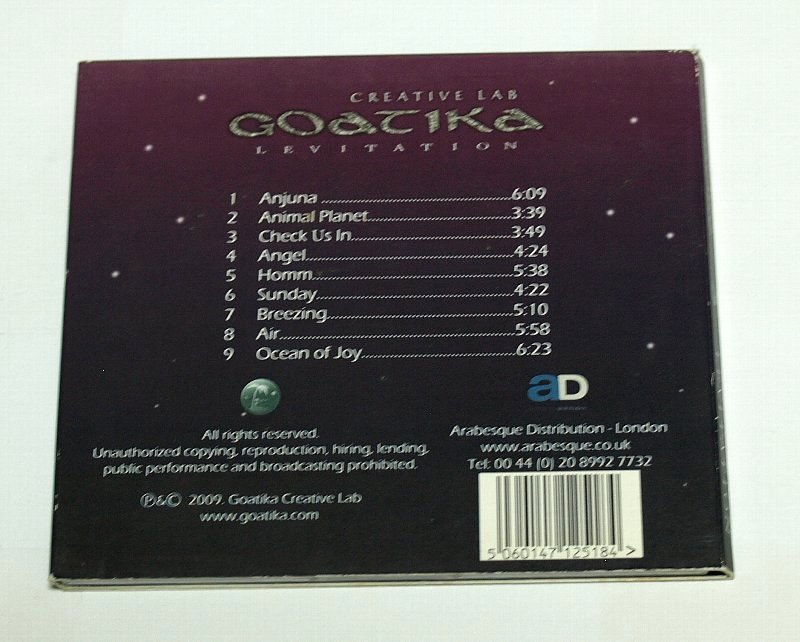 CREATIVE LAB
GOATIKA
LEVITATION
1 Anjuna 6:09
2 Animal Planet 3:39
3 Check Us In 3:49
4 Angel 4:24
5 Homm 5:38
6 Sunday 4:22
7 Breezing 5:10
8 Air 5:58
9 Ocean of Joy 6:23
All rights reserved.
Unauthorized copying, reproduction, hiring, lending,
public performance and broadcasting prohibited.
℗&© 2009. Goatika Creative Lab
www.goatika.com
aD
Arabesque Distribution - London
www.arabesque.co.uk
Tel: 00 44 (0) 20 8992 7732
5 060147 125184 >